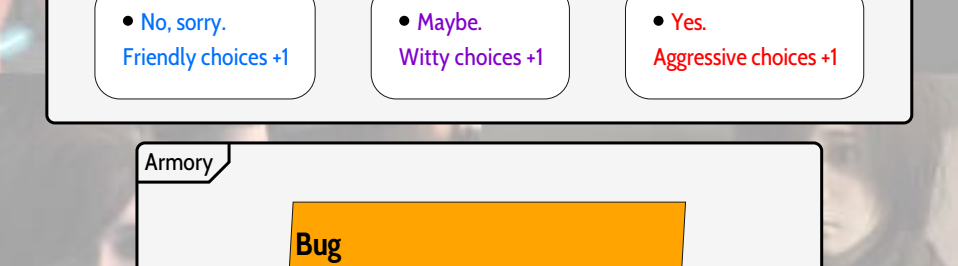 No, sorry.
Friendly choices +1
Maybe.
Witty choices +1
Yes.
Aggressive choices +1
Armory
Bug